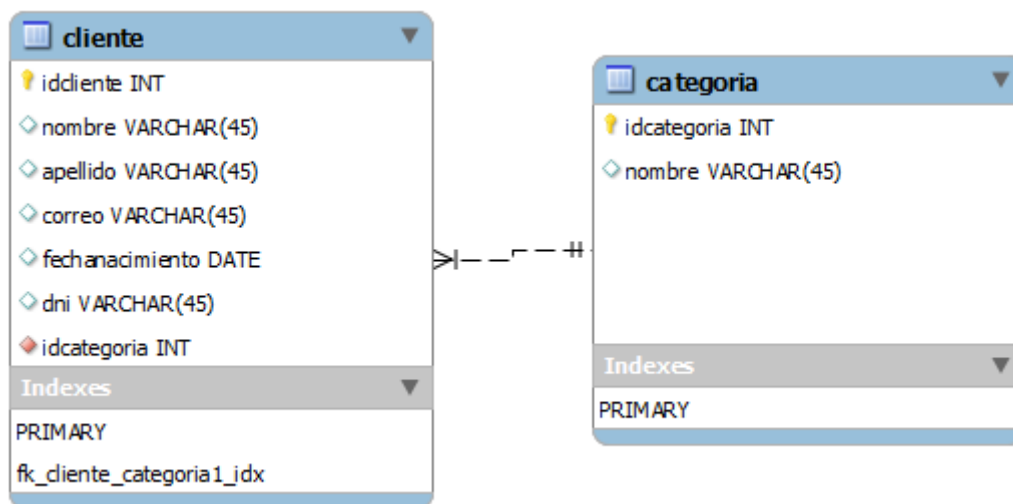 cliente
idcliente INT
nombre VARCHAR(45)
apellido VARCHAR(45)
correo VARCHAR(45)
fechanacimiento DATE
dni VARCHAR(45)
idcategoria INT
Indexes
PRIMARY
fk_cliente_categoria1_idx
categoria
idcategoria INT
nombre VARCHAR(45)
Indexes
PRIMARY